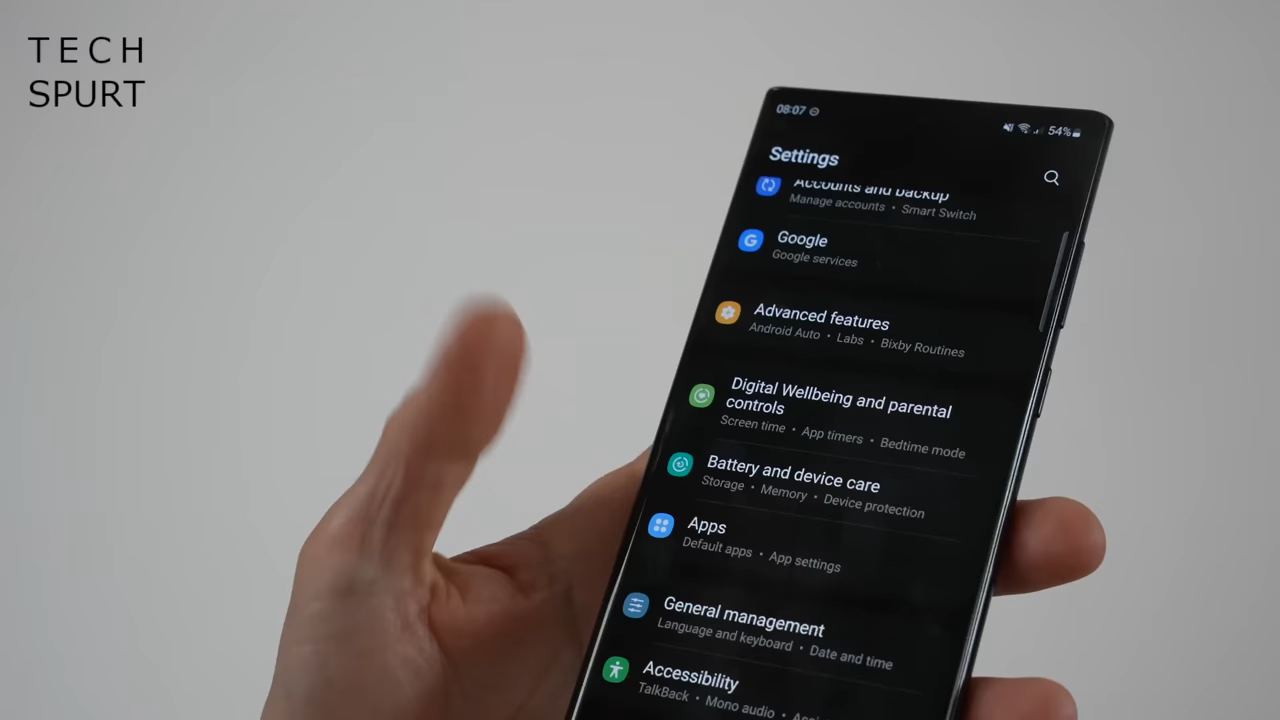 TECH
SPURT
08:07
54%
Settings
Accounts and backup
Manage accounts • Smart Switch
Google
Google services
Advanced features
Android Auto • Labs • Bixby Routines
Digital Wellbeing and parental
controls
Screen time • App timers • Bedtime mode
Battery and device care
Storage • Memory • Device protection
Apps
Default apps • App settings
General management
Language and keyboard • Date and time
Accessibility
TalkBack • Mono audio •